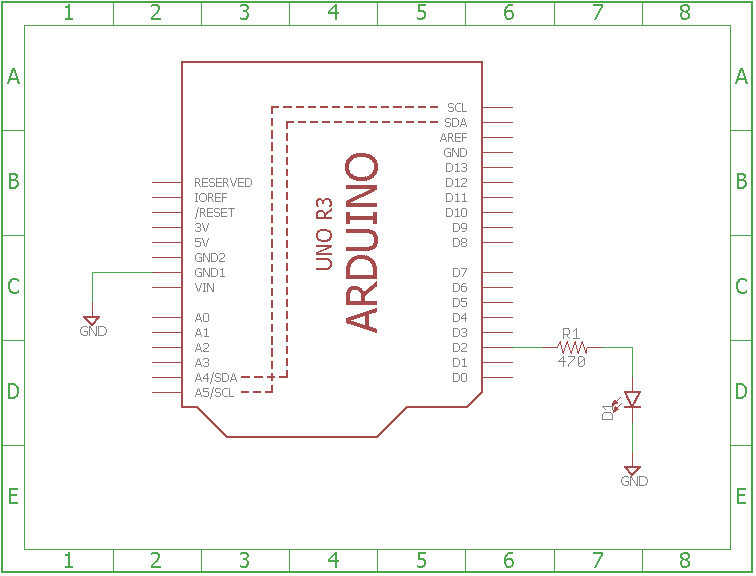 1 2 3 4 5 6 7 8
A A
B B
C C
D D
E E
SCL
SDA
AREF
GND
D13
D12
D11
D10
D9
D8
D7
D6
D5
D4
D3
D2
D1
D0
RESERVED
IOREF
/RESET
3V
5V
GND2
GND1
VIN
A0
A1
A2
A3
A4/SDA
A5/SCL
UNO R3
ARDUINO
GND
R1
470
D1
GND
1 2 3 4 5 6 7 8